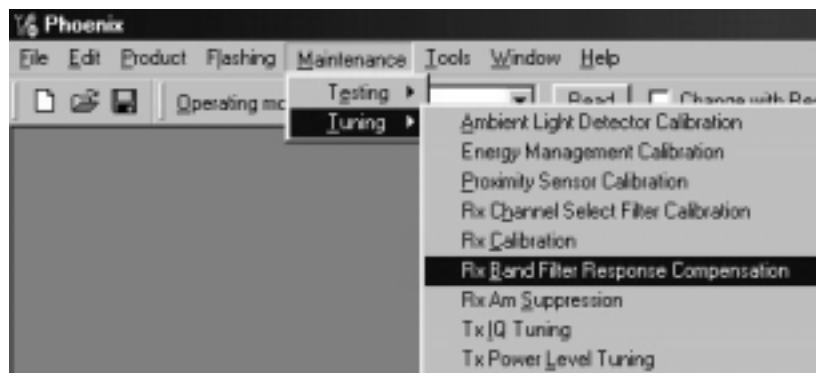 Phoenix
File Edit Product Flashing Maintenance Tools Window Help
Operating mo Read Change with Re
Testing
Tuning
Ambient Light Detector Calibration
Energy Management Calibration
Proximity Sensor Calibration
Rx Channel Select Filter Calibration
Rx Calibration
Rx Band Filter Response Compensation
Rx Am Suppression
Tx IQ Tuning
Tx Power Level Tuning